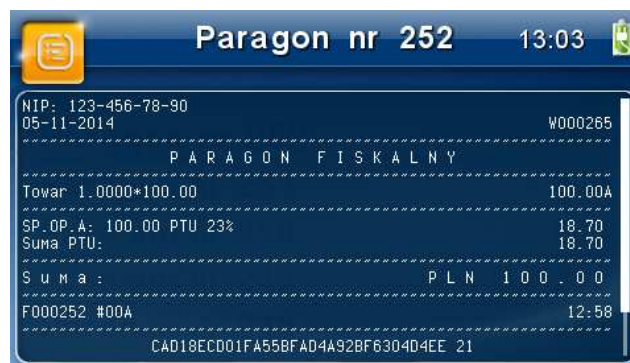 Paragon nr 252 13:03
NIP: 123-456-78-90
05-11-2014 W000265
PARAGON FISKALNY
Towar 1.0000*100.00 100.00A
SP.OP.A: 100.00 PTU 23% 18.70
Suma PTU: 18.70
Suma: PLN 100.00
F000252 #00A 12:58
CAD18ECD01FA55BFAD4A92BF6304D4EE 21